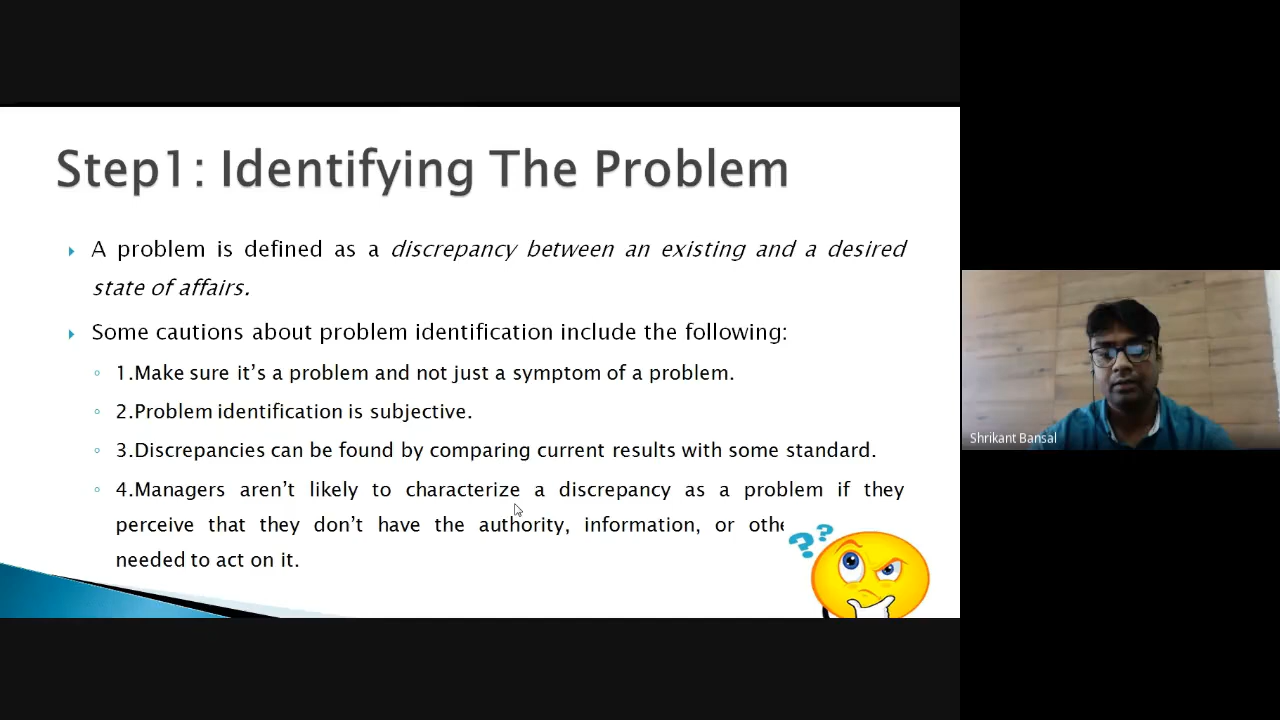 Step1: Identifying The Problem
A problem is defined as a discrepancy between an existing and a desired
state of affairs.
Some cautions about problem identification include the following:
1.Make sure it's a problem and not just a symptom of a problem.
2.Problem identification is subjective.
3.Discrepancies can be found by comparing current results with some standard.
4.Managers aren't likely to characterize a discrepancy as a problem if they
perceive that they don't have the authority, information, or
needed to act on it.
??
Shrikant Bansal